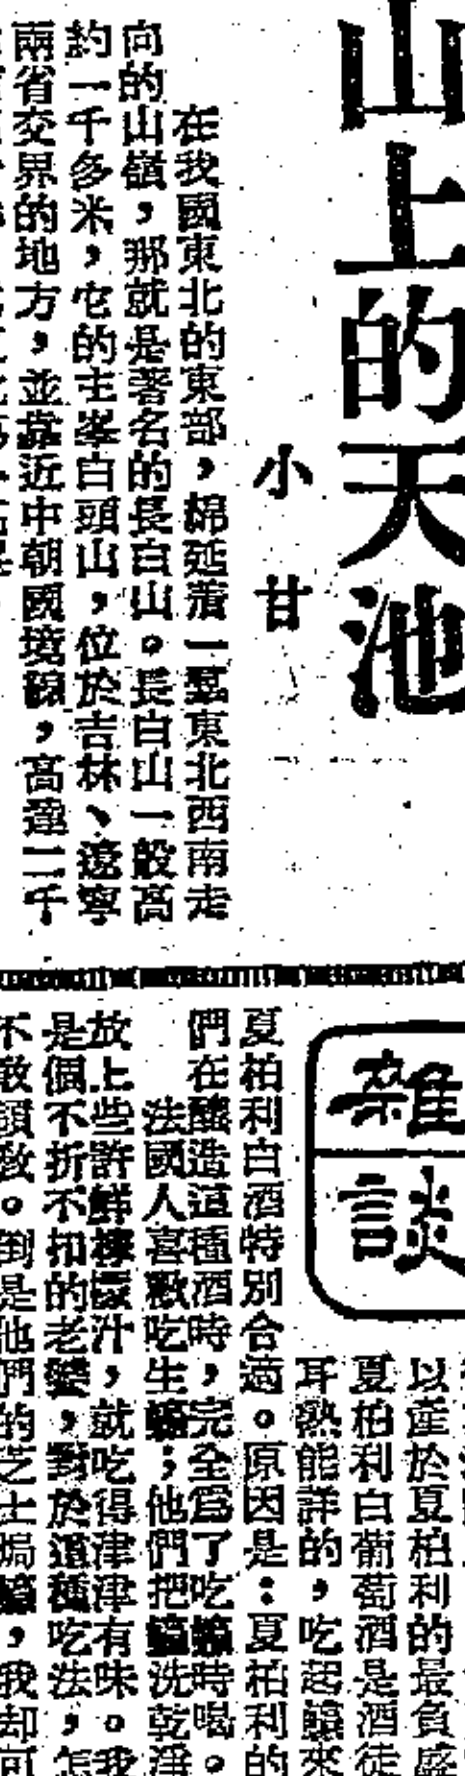 山上的天池
小甘
在我國東北的東部，綿延着一座東北西南走
向的山嶺，那就是著名的長白山。長白山一般高
約一千多米，它的主峯白頭山，位於吉林、遼寧
兩省交界的地方，並靠近中朝國境線，高達二千
雜談
以產於夏柏利的最負盛
夏柏利白葡萄酒是酒徒
耳熟能詳的，吃起蠔來
夏柏利白酒特別合適。原因是：夏柏利的
們在釀造這種酒時，完全爲了吃蠔時喝。
法國人喜歡吃生蠔；他們把蠔洗乾淨
放上些許鮮檸檬汁，就吃得津津有味。我
是個不折不扣的老饕，對於這種吃法，怎
不敢領教。倒是他們的芝士焗蠔，我却可